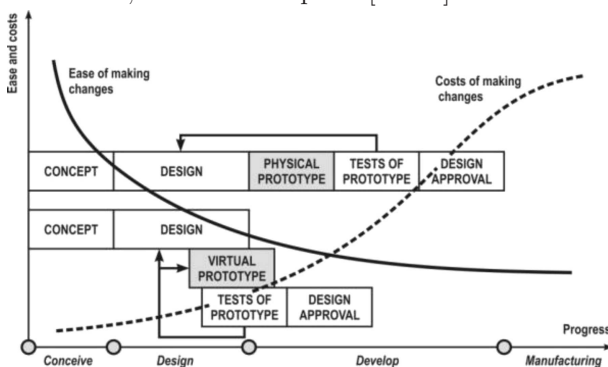 Ease and costs
Ease of making
changes
Costs of making
changes
CONCEPT
DESIGN
PHYSICAL
PROTOTYPE
TESTS OF
PROTOTYPE
DESIGN
APPROVAL
CONCEPT
DESIGN
VIRTUAL
PROTOTYPE
TESTS OF
PROTOTYPE
DESIGN
APPROVAL
Progress
Conceive
Design
Develop
Manufacturing